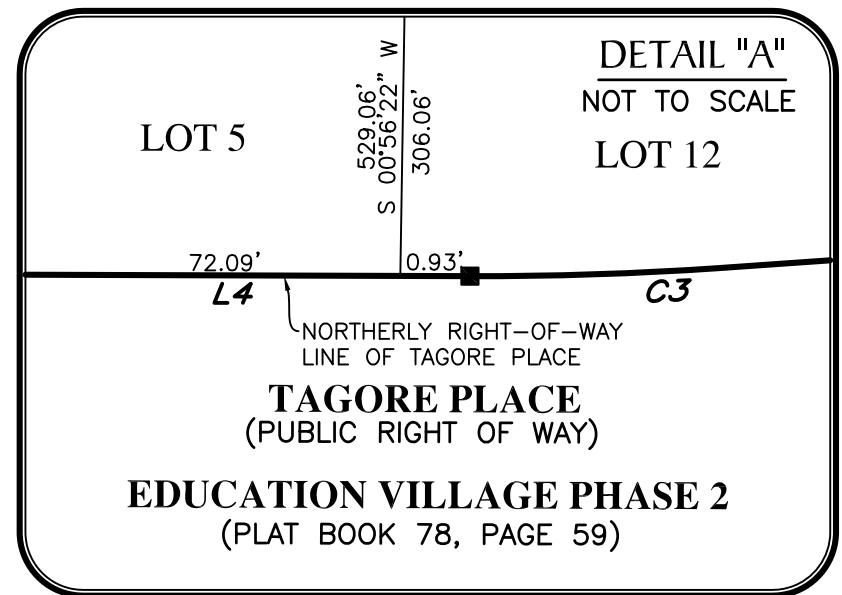 DETAIL "A"
NOT TO SCALE
LOT 5
529.06'
S 00°56'22" W
306.06'
LOT 12
72.09'
0.93'
L4
C3
NORTHERLY RIGHT-OF-WAY
LINE OF TAGORE PLACE
TAGORE PLACE
(PUBLIC RIGHT OF WAY)
EDUCATION VILLAGE PHASE 2
(PLAT BOOK 78, PAGE 59)